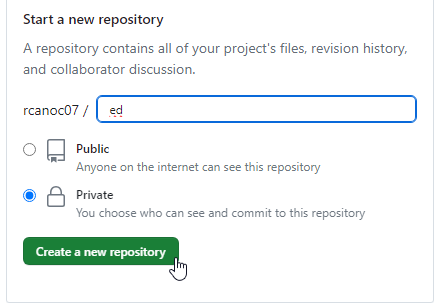 Start a new repository
A repository contains all of your project's files, revision history,
and collaborator discussion.
rcanoc07 / ed
Public
Anyone on the internet can see this repository
Private
You choose who can see and commit to this repository
Create a new repository